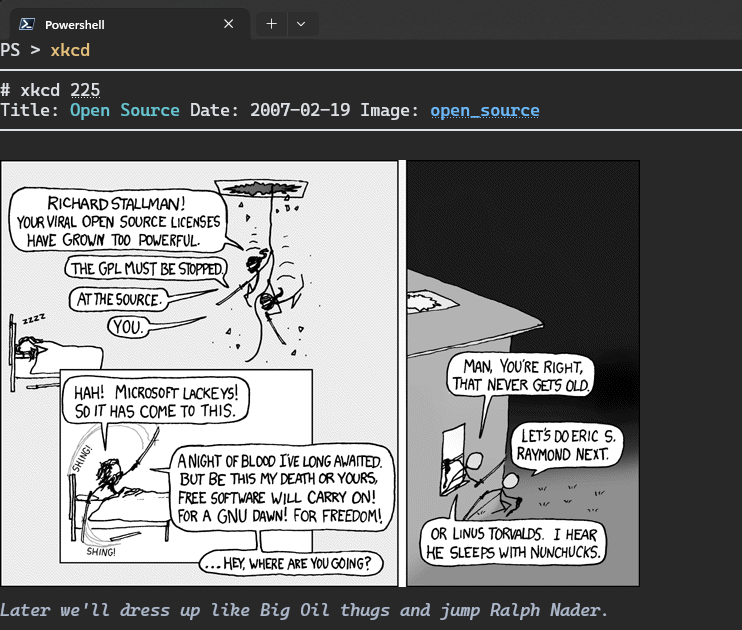 Powershell
PS > xkcd
# xkcd 225
Title: Open Source Date: 2007-02-19 Image: open_source
RICHARD STALLMAN!
YOUR VIRAL OPEN SOURCE LICENSES
HAVE GROWN TOO POWERFUL.
THE GPL MUST BE STOPPED.
AT THE SOURCE.
YOU.
ZZZZ
HAH! MICROSOFT LACKEYS!
SO IT HAS COME TO THIS.
SHING!
A NIGHT OF BLOOD I'VE LONG AWAITED.
BUT BE THIS MY DEATH OR YOURS,
FREE SOFTWARE WILL CARRY ON!
FOR A GNU DAWN! FOR FREEDOM!
SHING!
...HEY, WHERE ARE YOU GOING?
MAN, YOU'RE RIGHT,
THAT NEVER GETS OLD.
LET'S DO ERIC S.
RAYMOND NEXT.
OR LINUS TORVALDS. I HEAR
HE SLEEPS WITH NUNCHUCKS.
Later we'll dress up like Big Oil thugs and jump Ralph Nader.